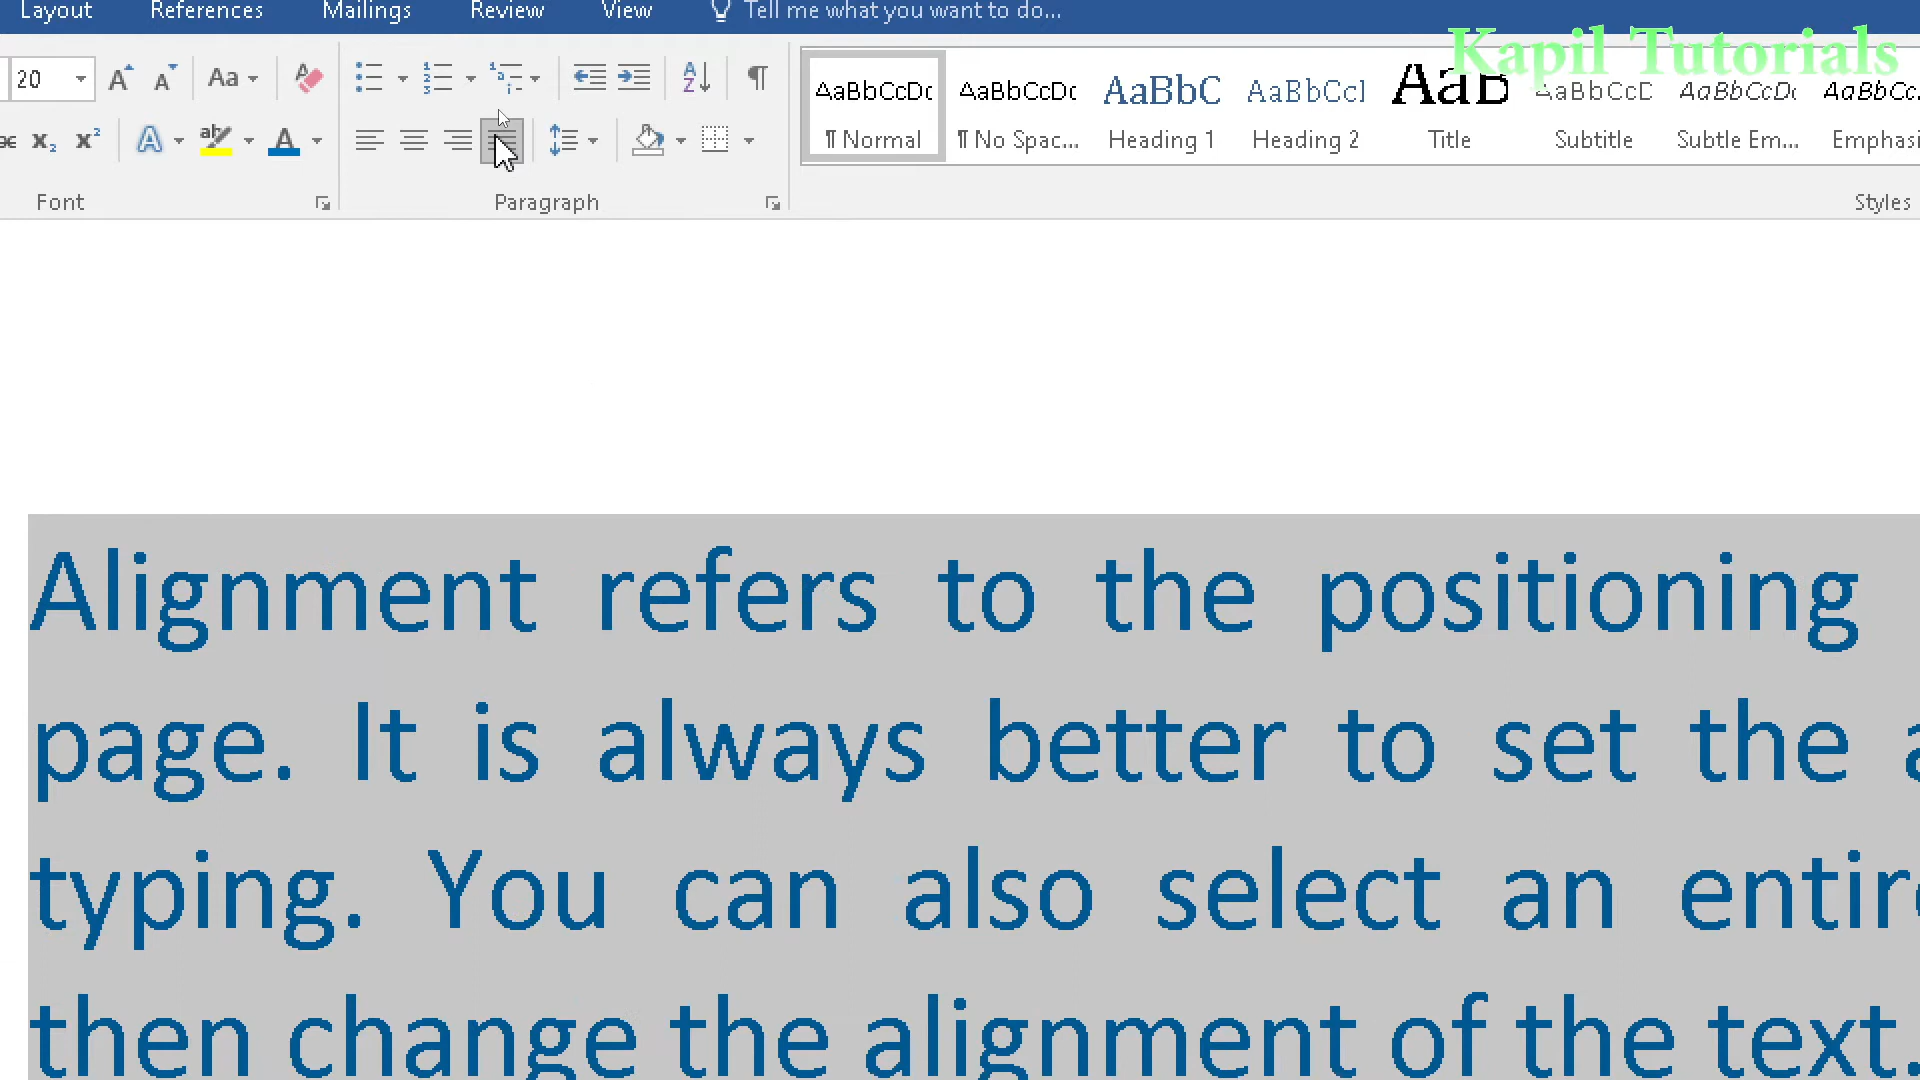 Layout References Mailings Review View Tell me what you want to do...
Kapil Tutorials
20 Aa AaBbCcDc AaBbCcDc AaBbC AaBbCcI AaB AaBbCcD AaBbCcDc AaBbCc
¶ Normal ¶ No Spac... Heading 1 Heading 2 Title Subtitle Subtle Em... Emphasi
Font Paragraph Styles
Alignment refers to the positioning
page. It is always better to set the a
typing. You can also select an entire
then change the alignment of the text.